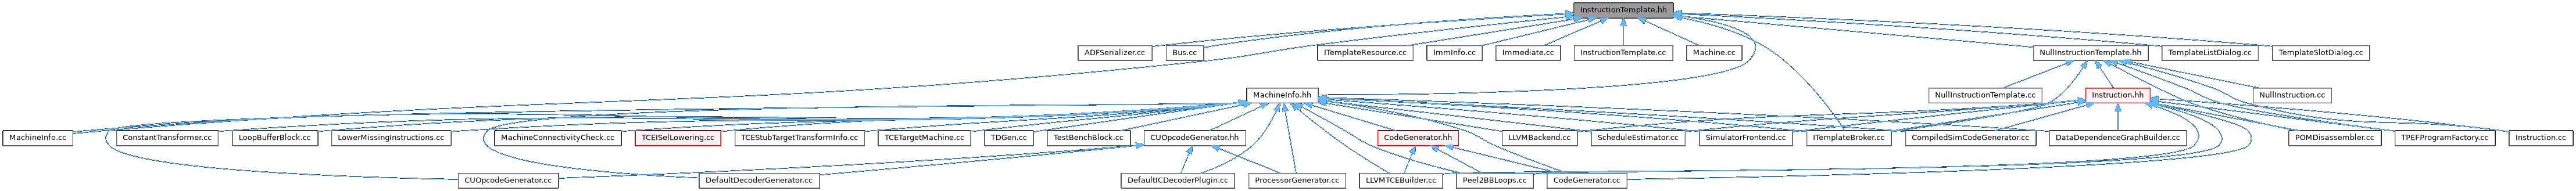 InstructionTemplate.hh
ADFSerializer.cc
Bus.cc
ITemplateResource.cc
ImmInfo.cc
Immediate.cc
InstructionTemplate.cc
Machine.cc
NullInstructionTemplate.hh
TemplateListDialog.cc
TemplateSlotDialog.cc
MachineInfo.hh
NullInstructionTemplate.cc
Instruction.hh
NullInstruction.cc
MachineInfo.cc
ConstantTransformer.cc
LoopBufferBlock.cc
LowerMissingInstructions.cc
MachineConnectivityCheck.cc
TCEISelLowering.cc
TCEStubTargetTransformInfo.cc
TCETargetMachine.cc
TDGen.cc
TestBenchBlock.cc
CUOpcodeGenerator.hh
CodeGenerator.hh
LLVMBackend.cc
ScheduleEstimator.cc
SimulatorFrontend.cc
ITemplateBroker.cc
CompiledSimCodeGenerator.cc
DataDependenceGraphBuilder.cc
POMDisassembler.cc
TPEFProgramFactory.cc
Instruction.cc
CUOpcodeGenerator.cc
DefaultDecoderGenerator.cc
DefaultICDecoderPlugin.cc
ProcessorGenerator.cc
LLVMTCEBuilder.cc
Peel2BBLoops.cc
CodeGenerator.cc